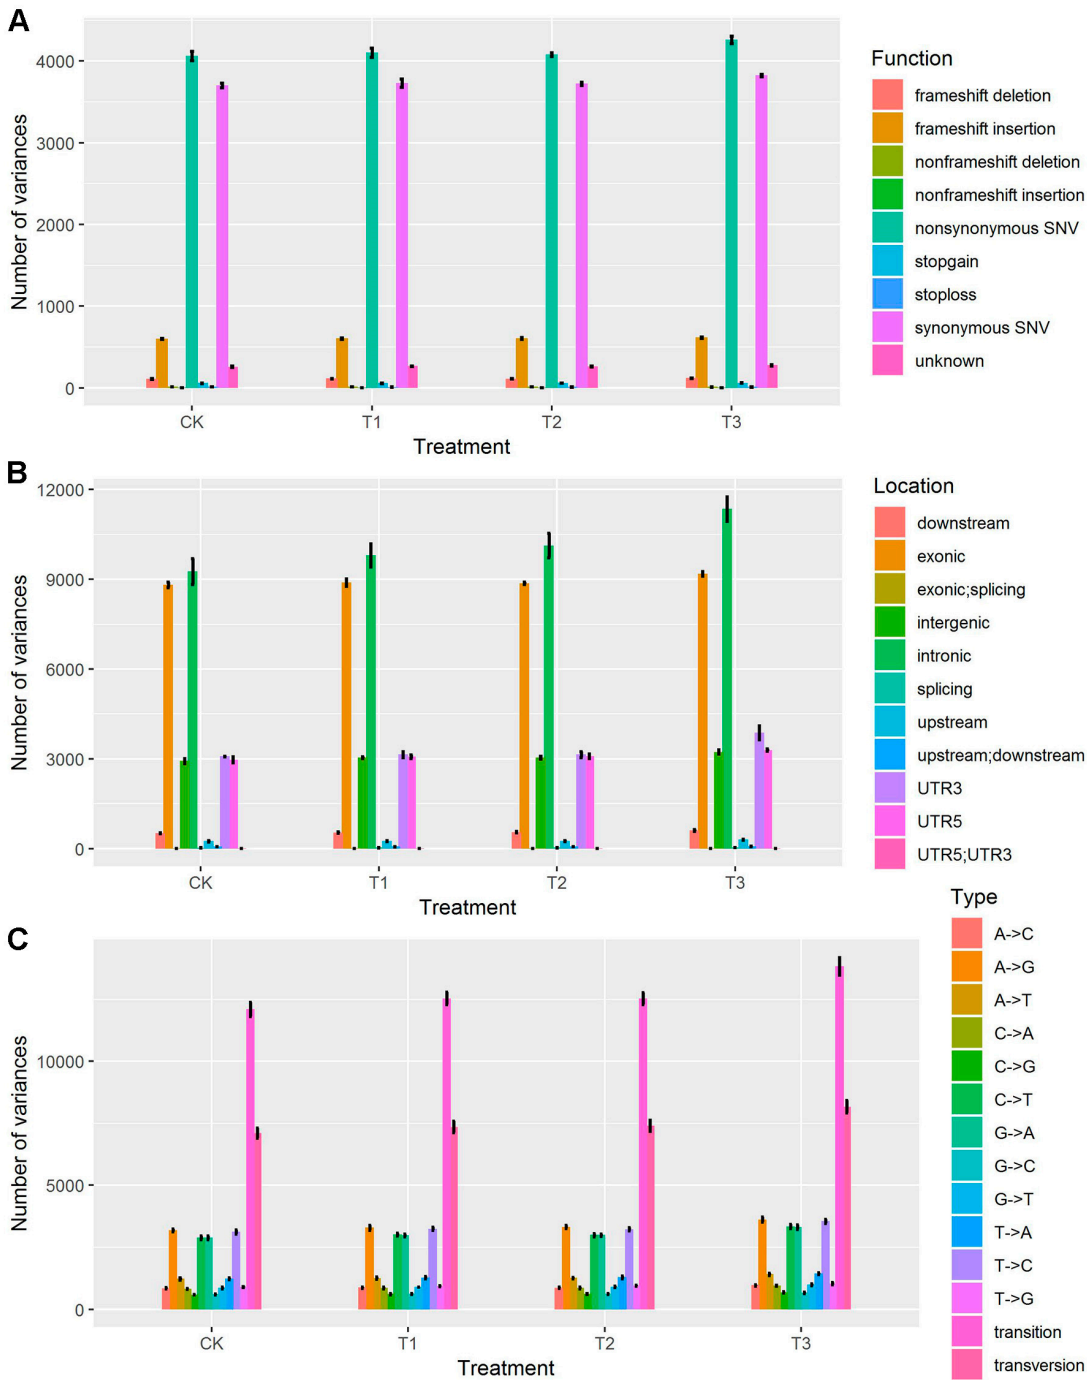 A
Number of variances
4000
3000
2000
1000
0
CK
T1
T2
T3
Treatment
Function
frameshift deletion
frameshift insertion
nonframeshift deletion
nonframeshift insertion
nonsynonymous SNV
stopgain
stoploss
synonymous SNV
unknown
B
Number of variances
12000
9000
6000
3000
0
CK
T1
T2
T3
Treatment
Location
downstream
exonic
exonic;splicing
intergenic
intronic
splicing
upstream
upstream;downstream
UTR3
UTR5
UTR5;UTR3
C
Number of variances
10000
5000
0
CK
T1
T2
T3
Treatment
Type
A->C
A->G
A->T
C->A
C->G
C->T
G->A
G->C
G->T
T->A
T->C
T->G
transition
transversion